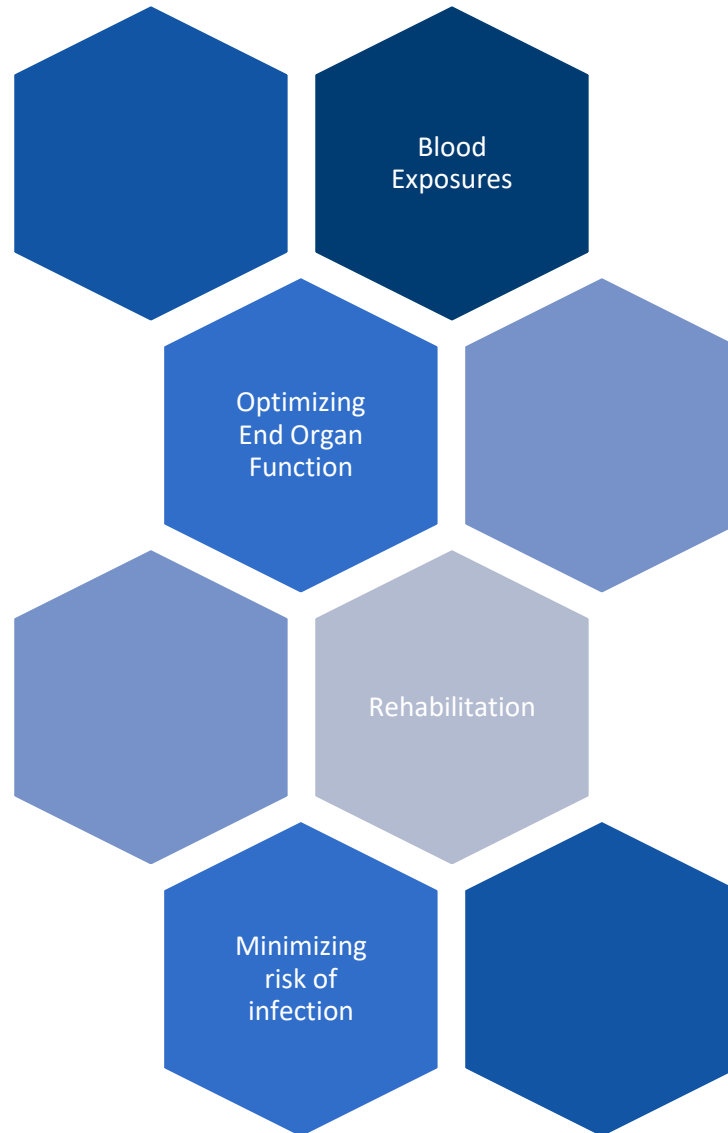 Blood
Exposures
Optimizing
End Organ
Function
Rehabilitation
Minimizing
risk of
infection